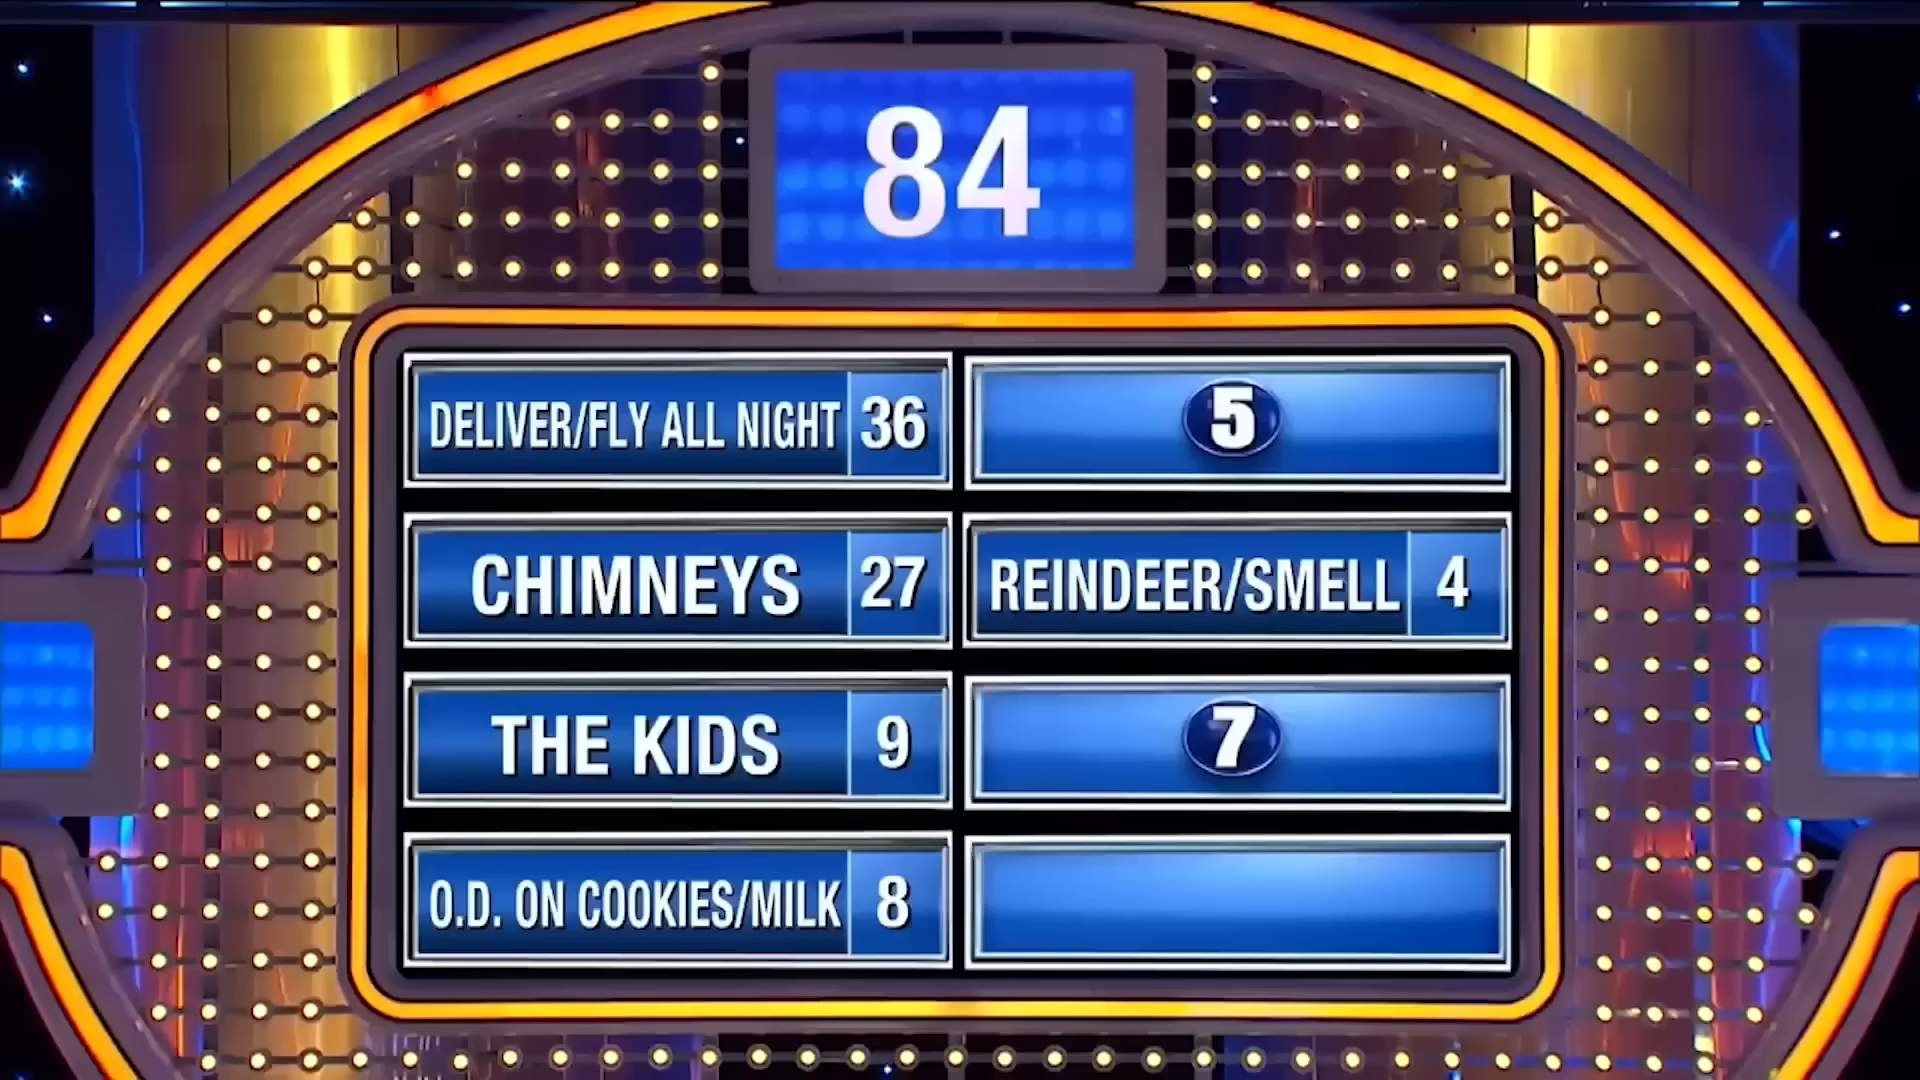 84
DELIVER/FLY ALL NIGHT 36
5
CHIMNEYS 27
REINDEER/SMELL 4
THE KIDS 9
7
O.D. ON COOKIES/MILK 8